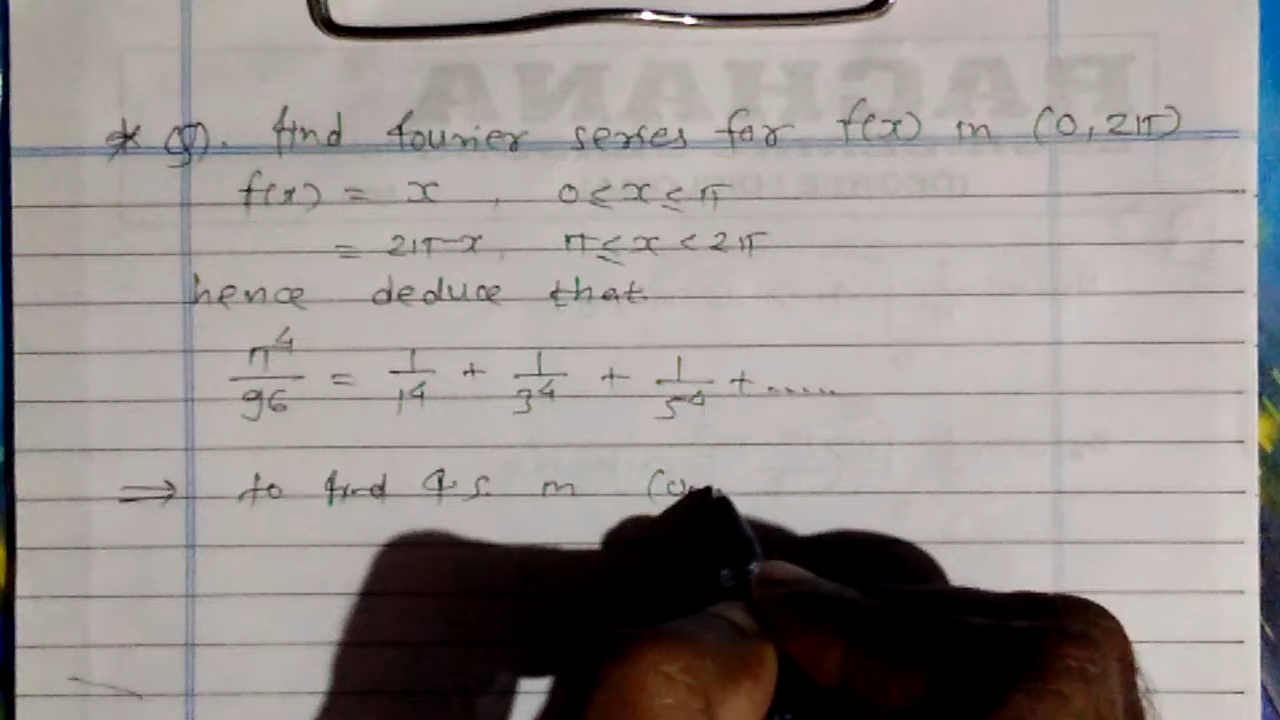 * Q). find fourier series for f(x) in (0, 2π)
f(x) = x , 0 ≤ x ≤ π
= 2π-x, π ≤ x < 2π
hence deduce that
π⁴/96 = 1/1⁴ + 1/3⁴ + 1/5⁴ + ......
⇒ to find F.S. in (0